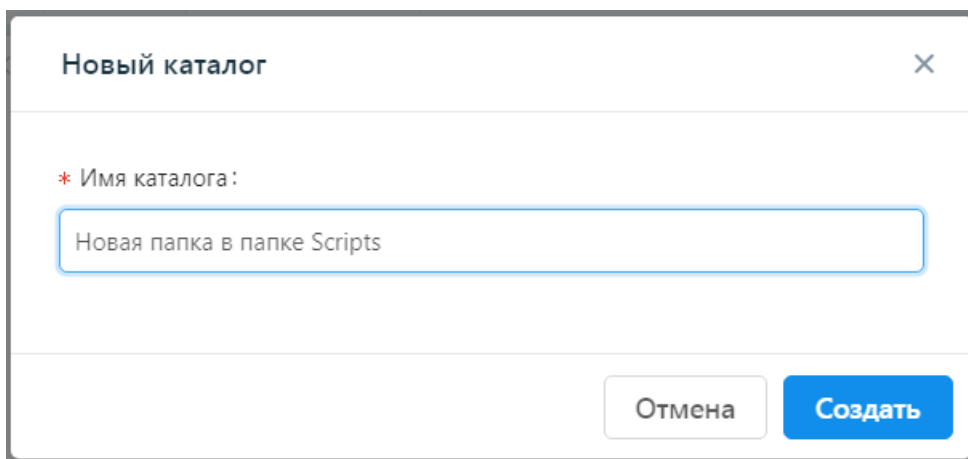 Новый каталог
* Имя каталога:
Новая папка в папке Scripts
Отмена Создать